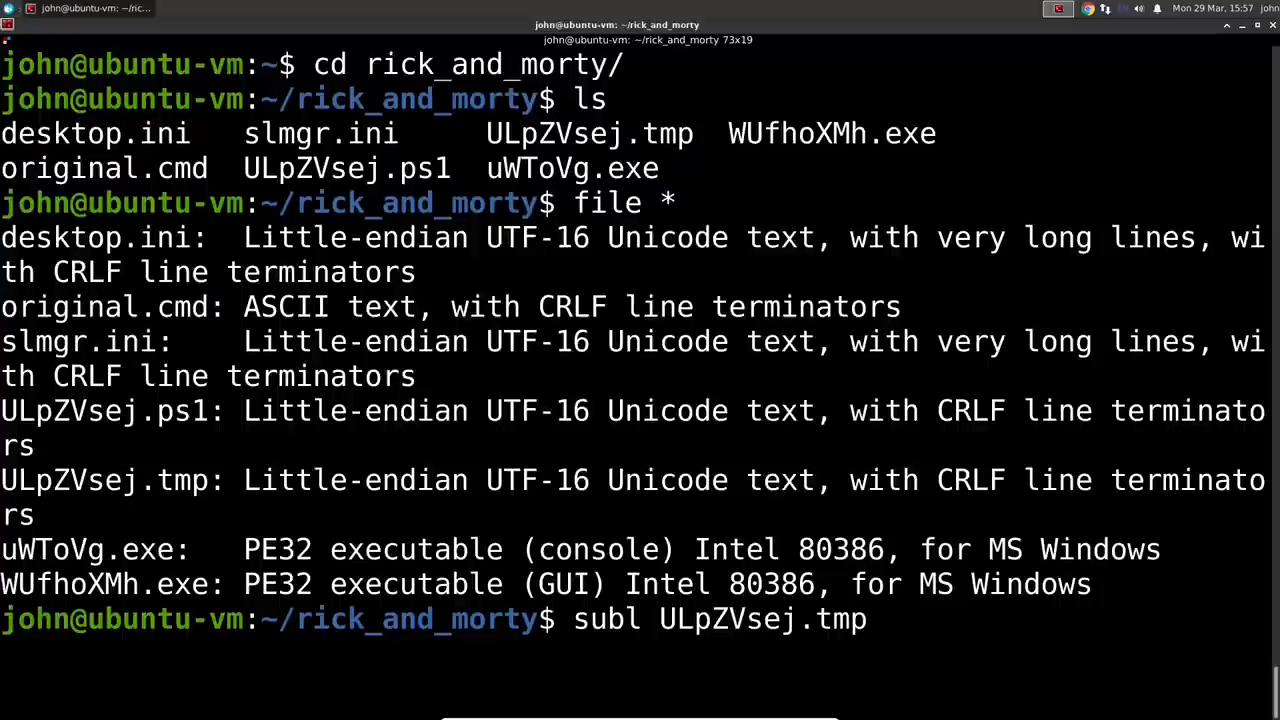 john@ubuntu-vm: ~/ric...
Mon 29 Mar, 15:57 john
john@ubuntu-vm: ~/rick_and_morty
john@ubuntu-vm: ~/rick_and_morty 73x19
john@ubuntu-vm:~$ cd rick_and_morty/
john@ubuntu-vm:~/rick_and_morty$ ls
desktop.ini   slmgr.ini     ULpZVsej.tmp  WUfhoXMh.exe
original.cmd  ULpZVsej.ps1  uWToVg.exe
john@ubuntu-vm:~/rick_and_morty$ file *
desktop.ini:  Little-endian UTF-16 Unicode text, with very long lines, wi
th CRLF line terminators
original.cmd: ASCII text, with CRLF line terminators
slmgr.ini:    Little-endian UTF-16 Unicode text, with very long lines, wi
th CRLF line terminators
ULpZVsej.ps1: Little-endian UTF-16 Unicode text, with CRLF line terminato
rs
ULpZVsej.tmp: Little-endian UTF-16 Unicode text, with CRLF line terminato
rs
uWToVg.exe:   PE32 executable (console) Intel 80386, for MS Windows
WUfhoXMh.exe: PE32 executable (GUI) Intel 80386, for MS Windows
john@ubuntu-vm:~/rick_and_morty$ subl ULpZVsej.tmp